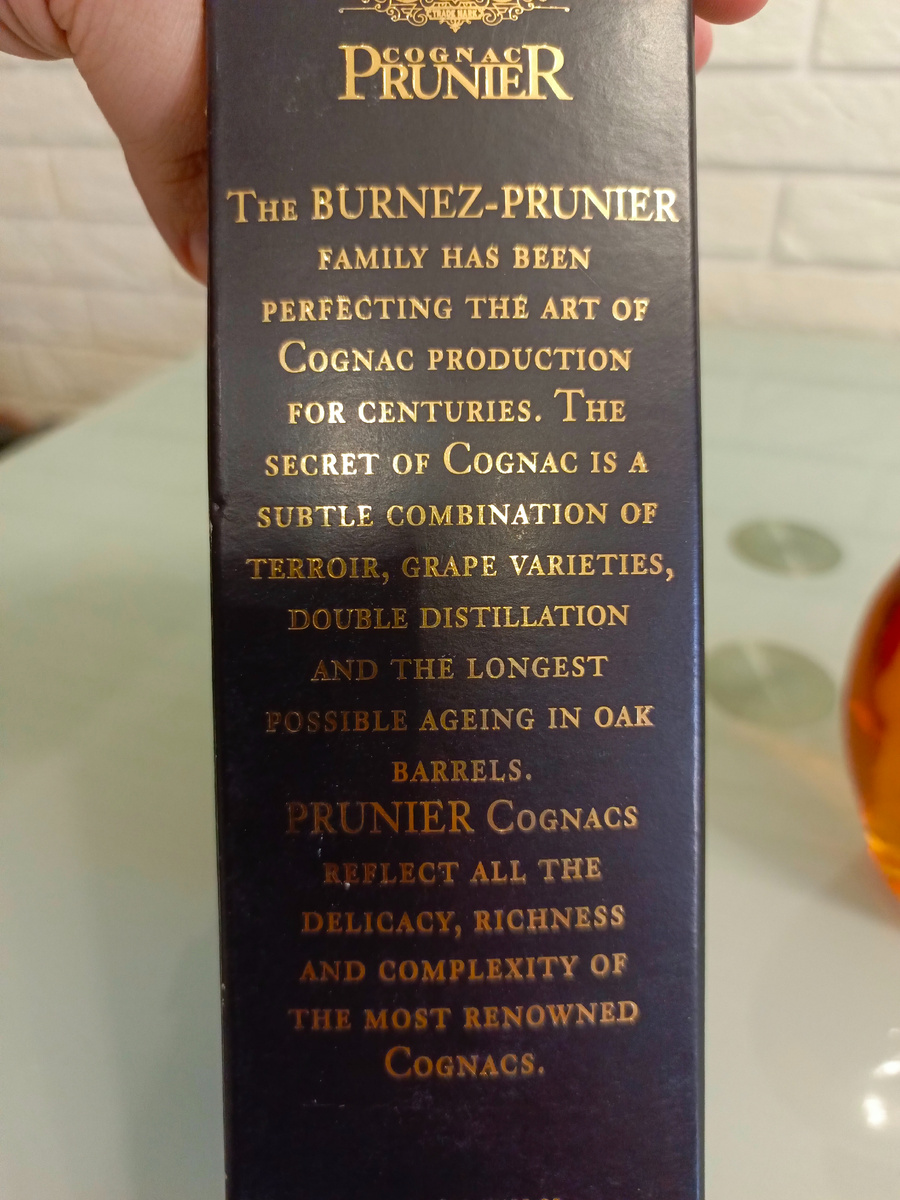 TRADE MARK
COGNAC
PRUNIER
THE BURNEZ-PRUNIER
FAMILY HAS BEEN
PERFECTING THE ART OF
COGNAC PRODUCTION
FOR CENTURIES. THE
SECRET OF COGNAC IS A
SUBTLE COMBINATION OF
TERROIR, GRAPE VARIETIES,
DOUBLE DISTILLATION
AND THE LONGEST
POSSIBLE AGEING IN OAK
BARRELS.
PRUNIER COGNACS
REFLECT ALL THE
DELICACY, RICHNESS
AND COMPLEXITY OF
THE MOST RENOWNED
COGNACS.